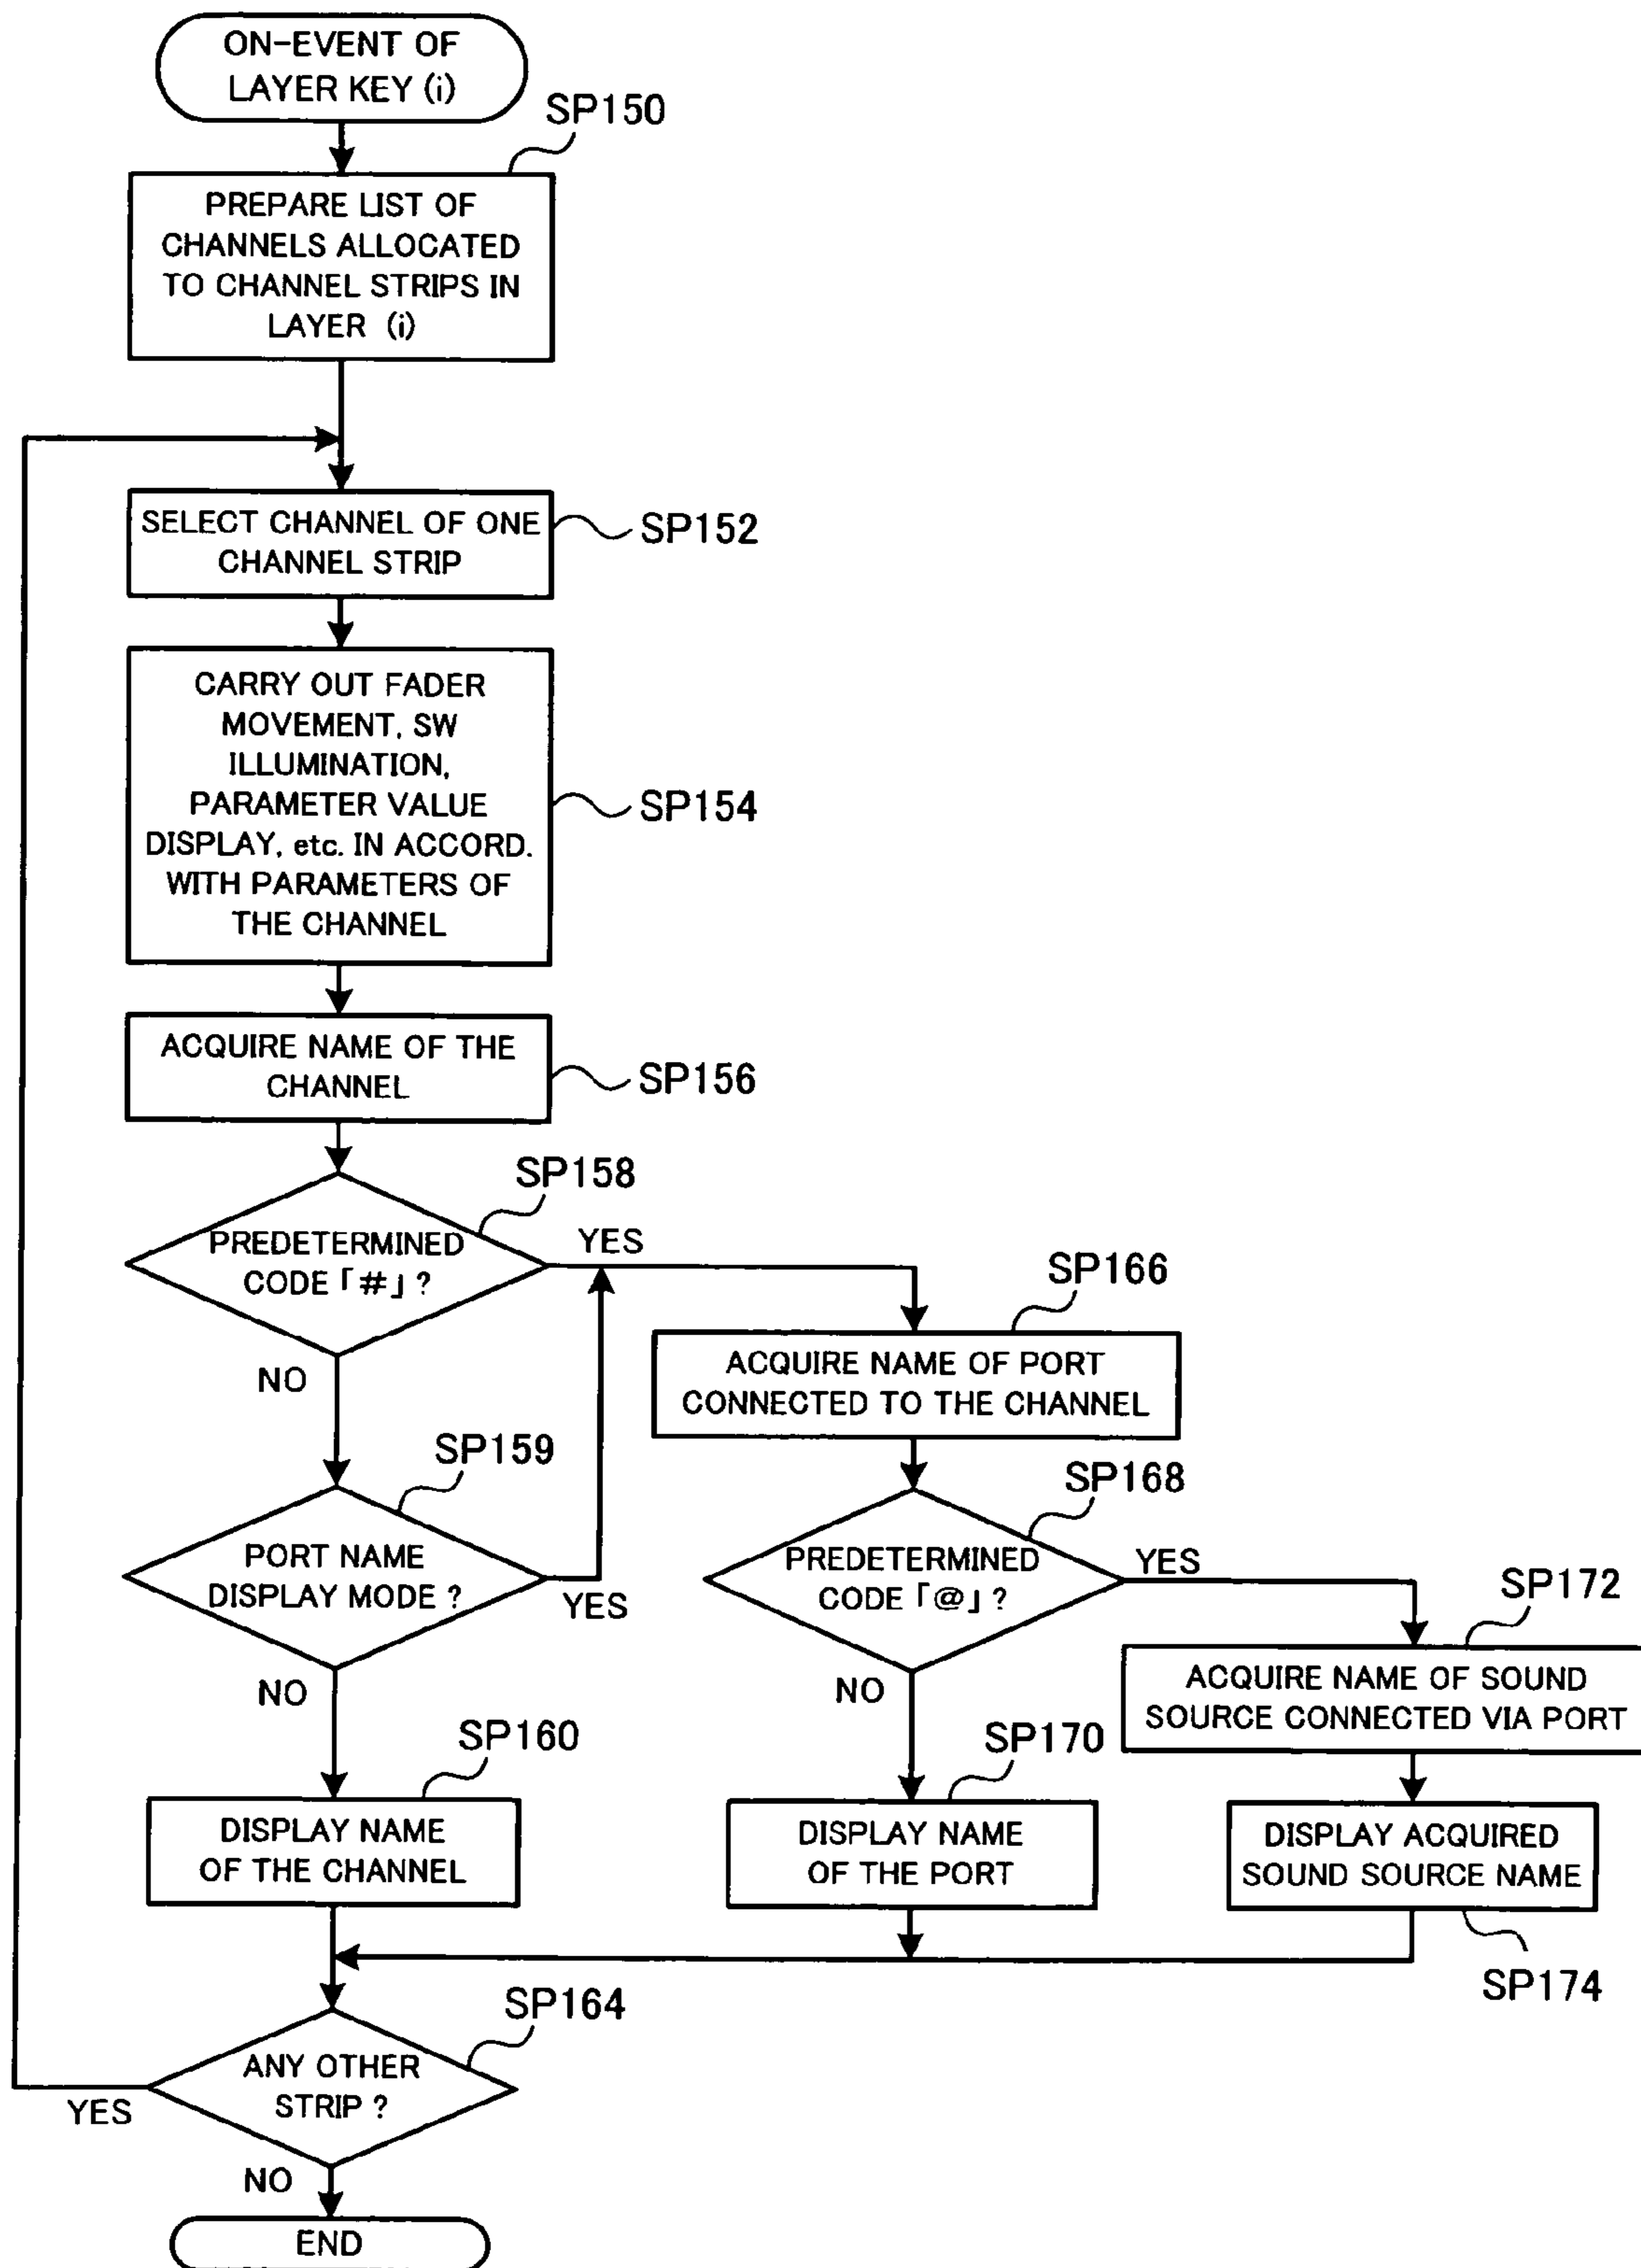 ON-EVENT OF
LAYER KEY (i)
SP150
PREPARE LIST OF
CHANNELS ALLOCATED
TO CHANNEL STRIPS IN
LAYER (i)
SELECT CHANNEL OF ONE
CHANNEL STRIP
SP152
CARRY OUT FADER
MOVEMENT, SW
ILLUMINATION,
PARAMETER VALUE
DISPLAY, etc. IN ACCORD.
WITH PARAMETERS OF
THE CHANNEL
SP154
ACQUIRE NAME OF THE
CHANNEL
SP156
SP158
PREDETERMINED
CODE「#」?
YES
NO
SP166
ACQUIRE NAME OF PORT
CONNECTED TO THE CHANNEL
SP159
PORT NAME
DISPLAY MODE ?
YES
NO
SP168
PREDETERMINED
CODE「@」?
YES
NO
SP172
ACQUIRE NAME OF SOUND
SOURCE CONNECTED VIA PORT
SP160
DISPLAY NAME
OF THE CHANNEL
SP170
DISPLAY NAME
OF THE PORT
DISPLAY ACQUIRED
SOUND SOURCE NAME
SP174
SP164
ANY OTHER
STRIP ?
YES
NO
END